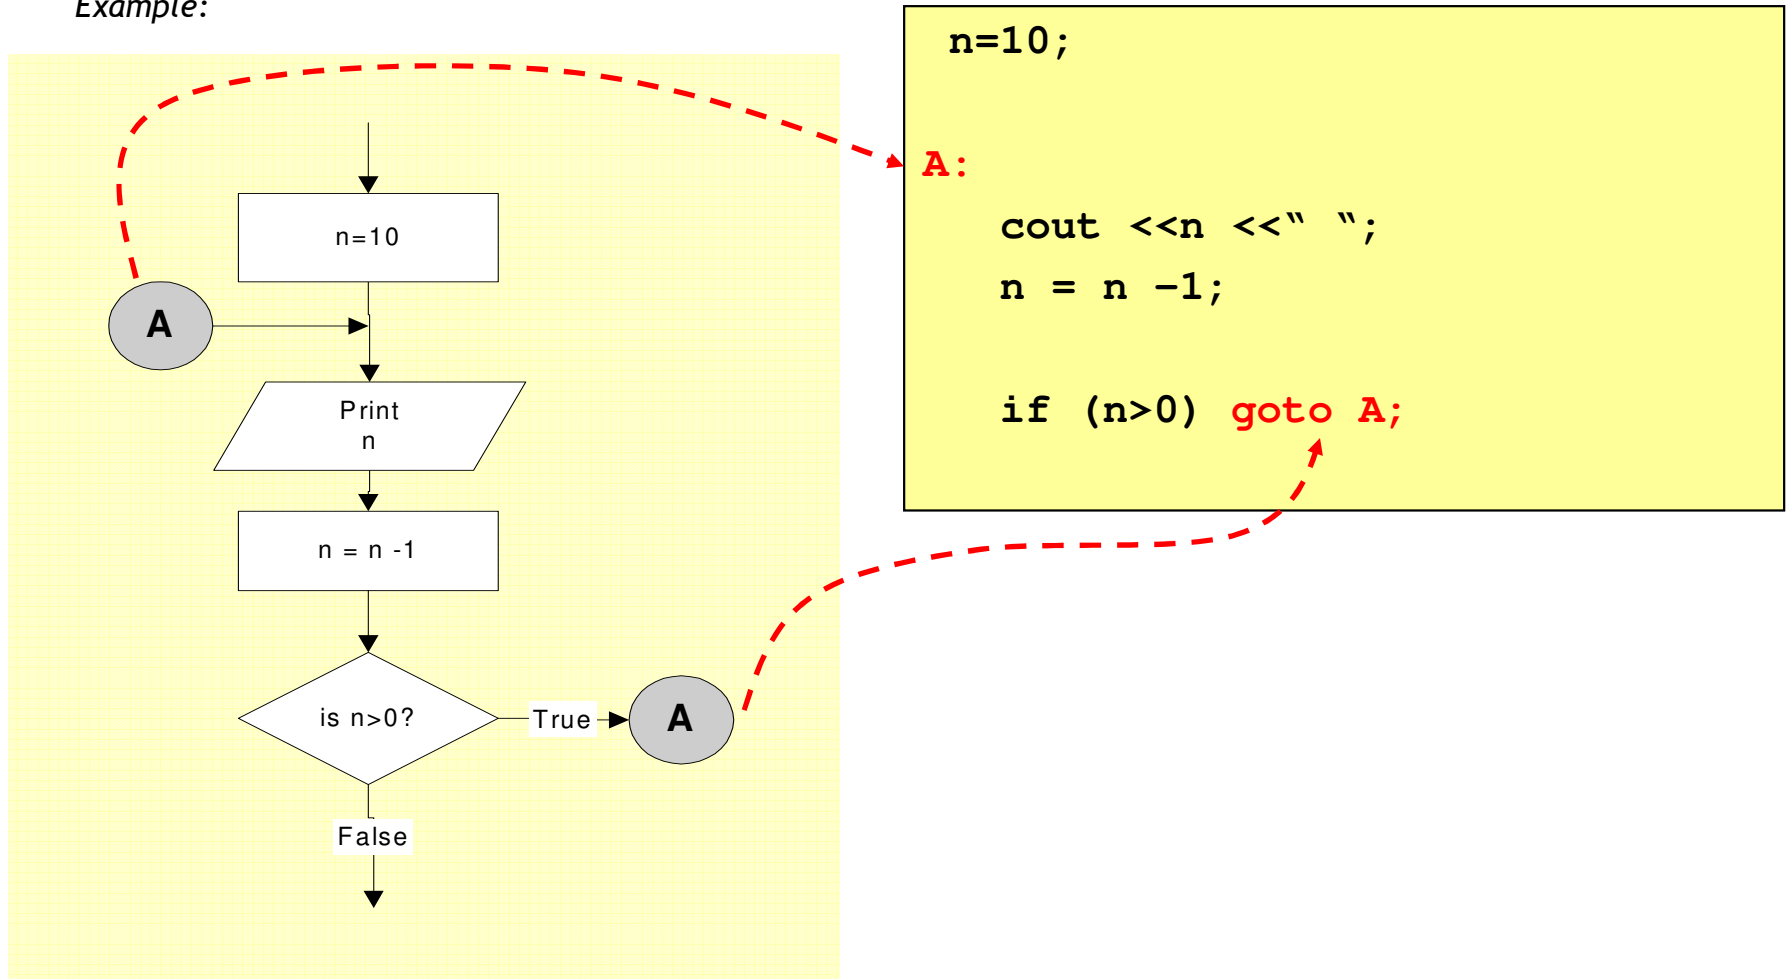 Example:
n=10
A
Print
n
n = n -1
is n>0?
True
A
False
n=10;
A:
cout <<n <<“ “;
n = n –1;
if (n>0) goto A;